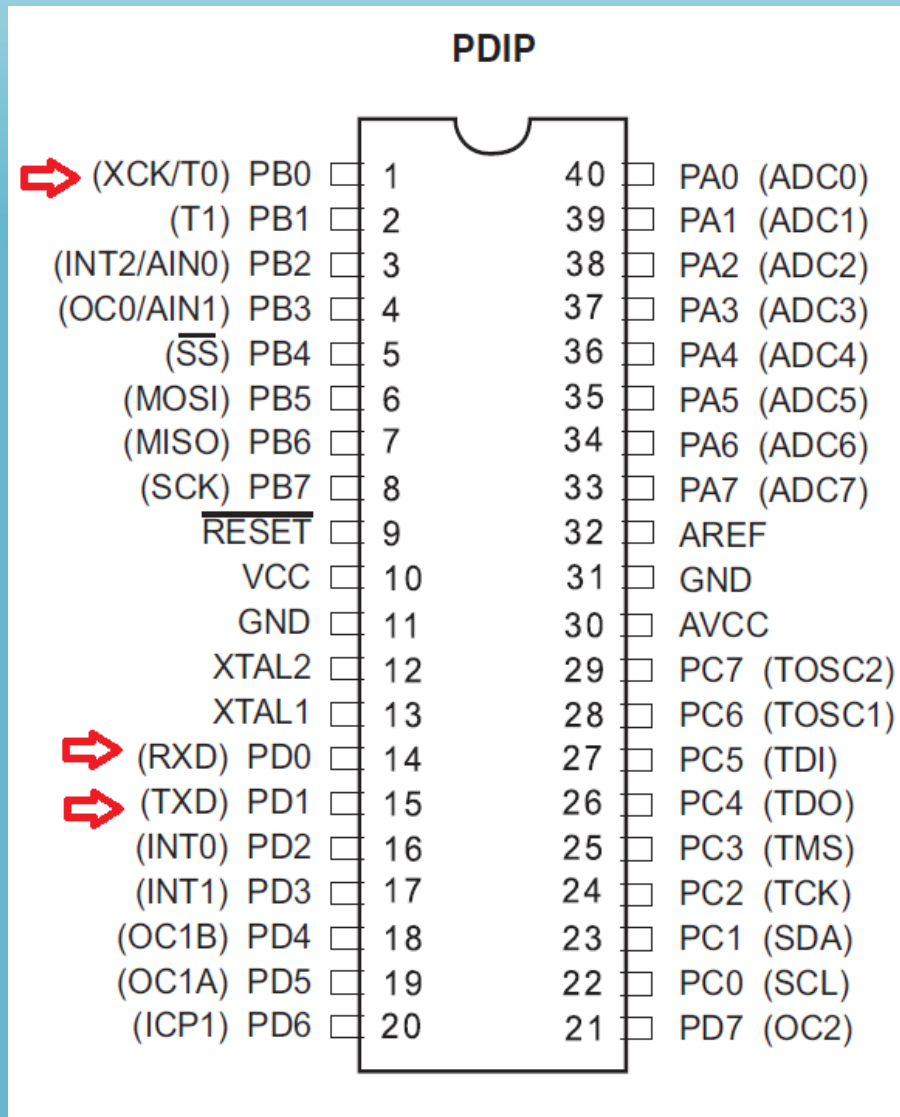 PDIP
(XCK/T0) PB0 1 40 PA0 (ADC0)
(T1) PB1 2 39 PA1 (ADC1)
(INT2/AIN0) PB2 3 38 PA2 (ADC2)
(OC0/AIN1) PB3 4 37 PA3 (ADC3)
(S̅S̅) PB4 5 36 PA4 (ADC4)
(MOSI) PB5 6 35 PA5 (ADC5)
(MISO) PB6 7 34 PA6 (ADC6)
(SCK) PB7 8 33 PA7 (ADC7)
R̅E̅S̅E̅T̅ 9 32 AREF
VCC 10 31 GND
GND 11 30 AVCC
XTAL2 12 29 PC7 (TOSC2)
XTAL1 13 28 PC6 (TOSC1)
(RXD) PD0 14 27 PC5 (TDI)
(TXD) PD1 15 26 PC4 (TDO)
(INT0) PD2 16 25 PC3 (TMS)
(INT1) PD3 17 24 PC2 (TCK)
(OC1B) PD4 18 23 PC1 (SDA)
(OC1A) PD5 19 22 PC0 (SCL)
(ICP1) PD6 20 21 PD7 (OC2)